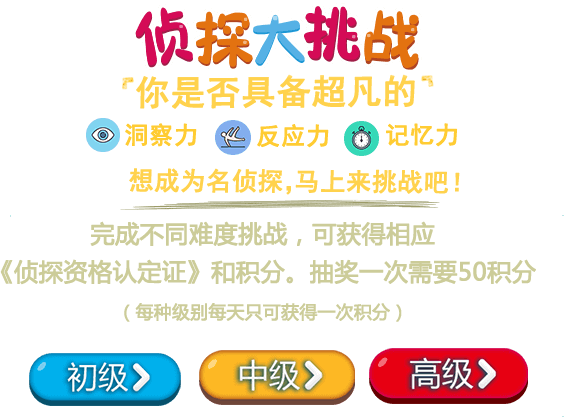 侦探大挑战
“你是否具备超凡的”
洞察力 反应力 记忆力
想成为名侦探,马上来挑战吧!
完成不同难度挑战，可获得相应
《侦探资格认定证》和积分。抽奖一次需要50积分
（每种级别每天只可获得一次积分）
初级 中级 高级